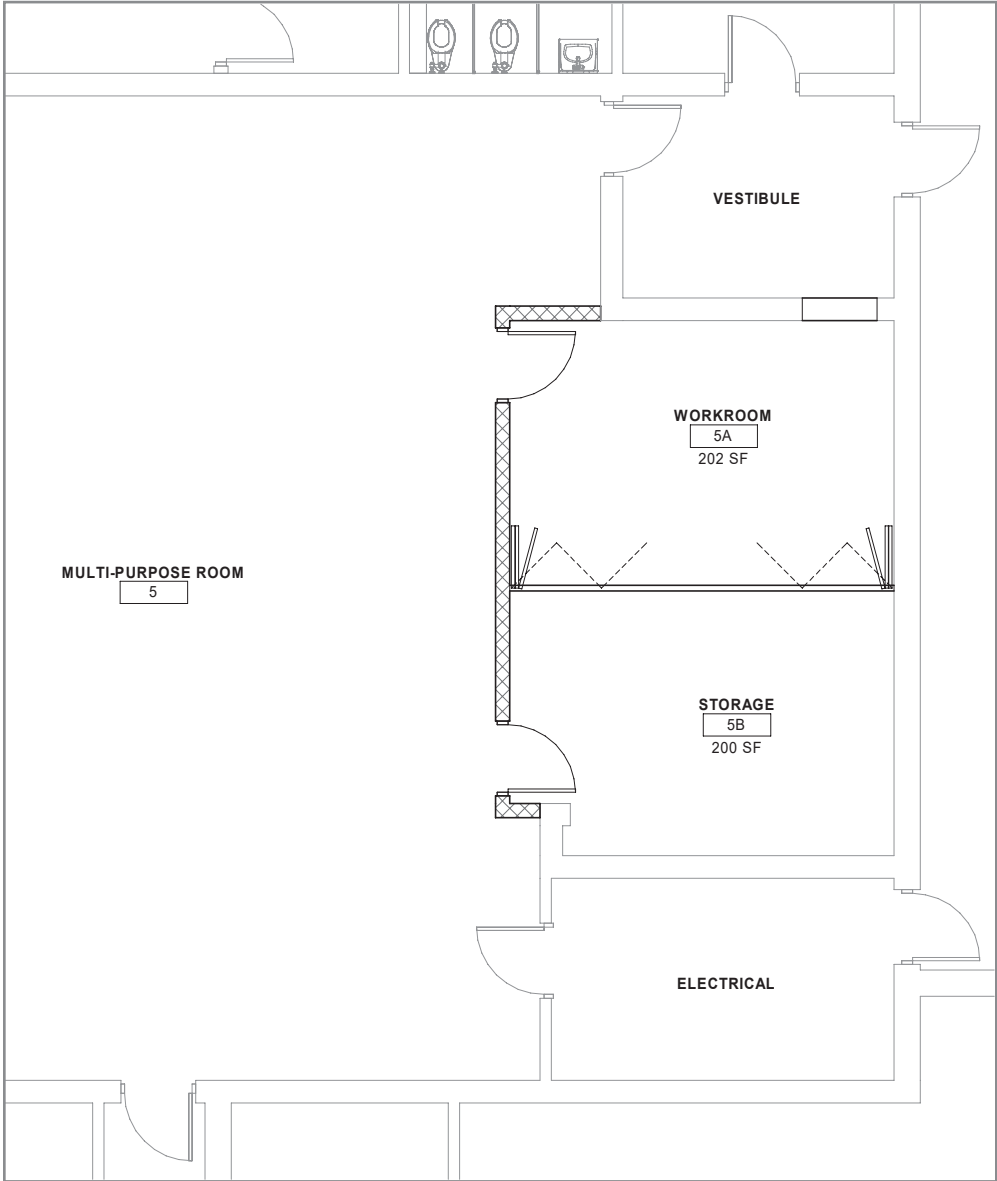 VESTIBULE
WORKROOM
5A
202 SF
MULTI-PURPOSE ROOM
5
STORAGE
5B
200 SF
ELECTRICAL